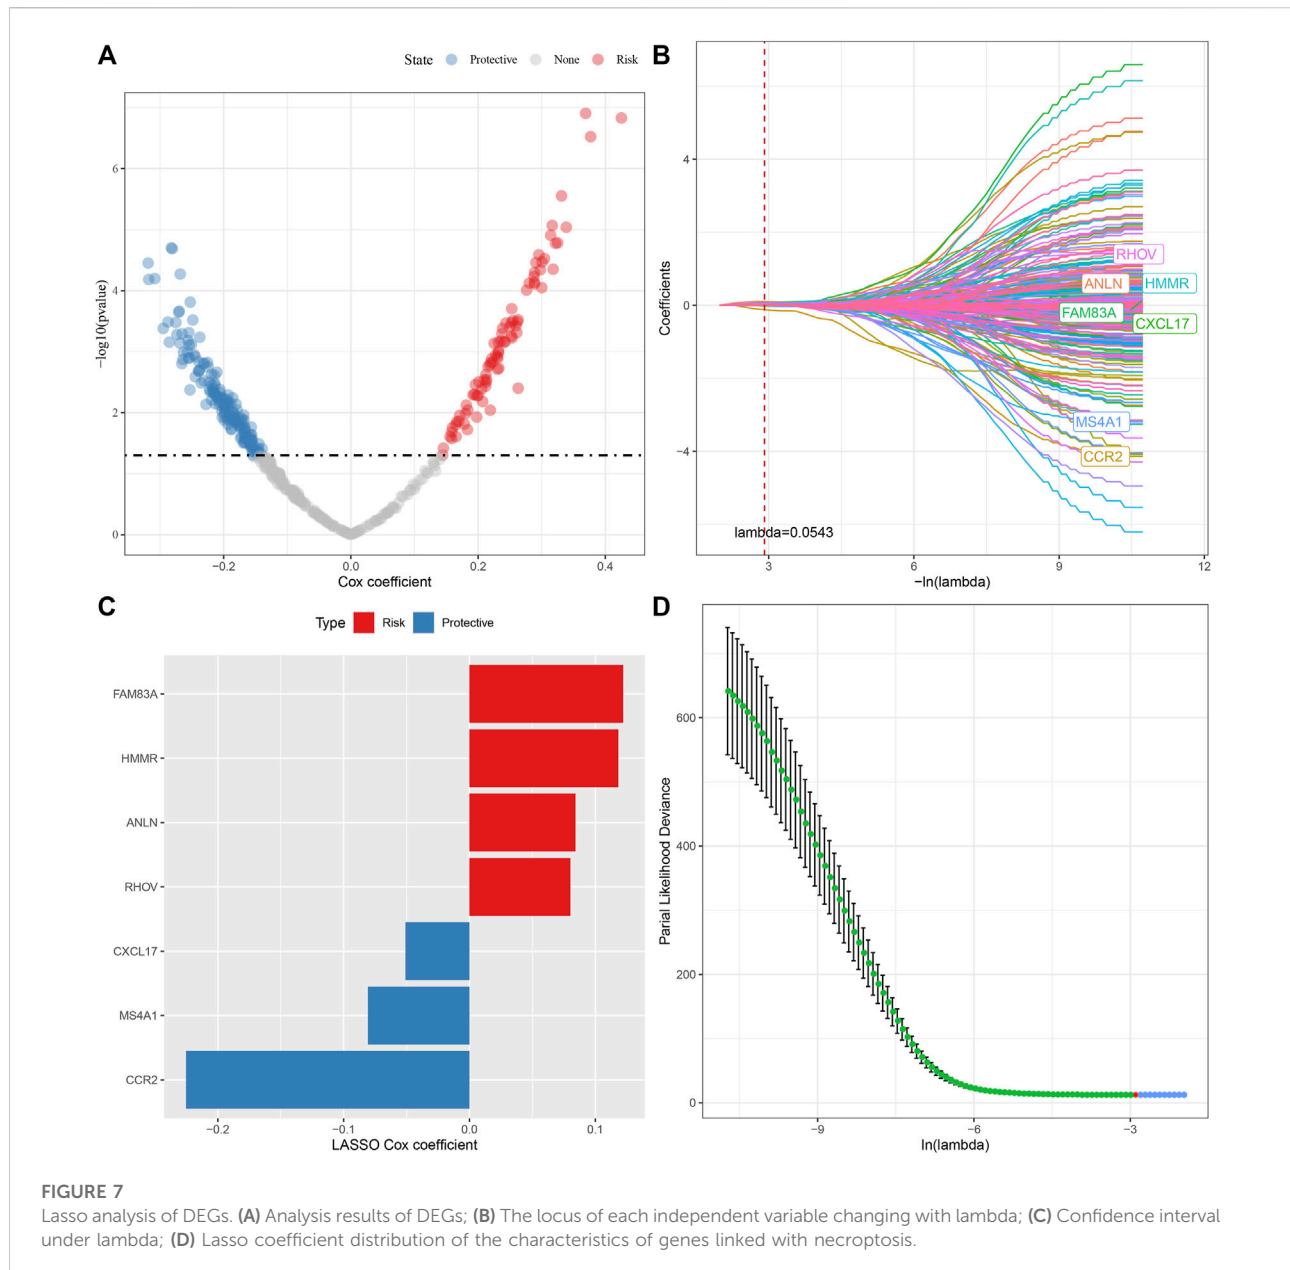 A
State Protective None Risk
6
4
2
0
−log10(pvalue)
−0.2 0.0 0.2 0.4
Cox coefficient
B
4
0
−4
Coefficients
RHOV
ANLN HMMR
FAM83A
CXCL17
MS4A1
CCR2
lambda=0.0543
3 6 9 12
−ln(lambda)
C
Type Risk Protective
FAM83A
HMMR
ANLN
RHOV
CXCL17
MS4A1
CCR2
−0.2 −0.1 0.0 0.1
LASSO Cox coefficient
D
600
400
200
0
Parial Likelihood Deviance
−9 −6 −3
ln(lambda)
FIGURE 7
Lasso analysis of DEGs. (A) Analysis results of DEGs; (B) The locus of each independent variable changing with lambda; (C) Confidence interval
under lambda; (D) Lasso coefficient distribution of the characteristics of genes linked with necroptosis.